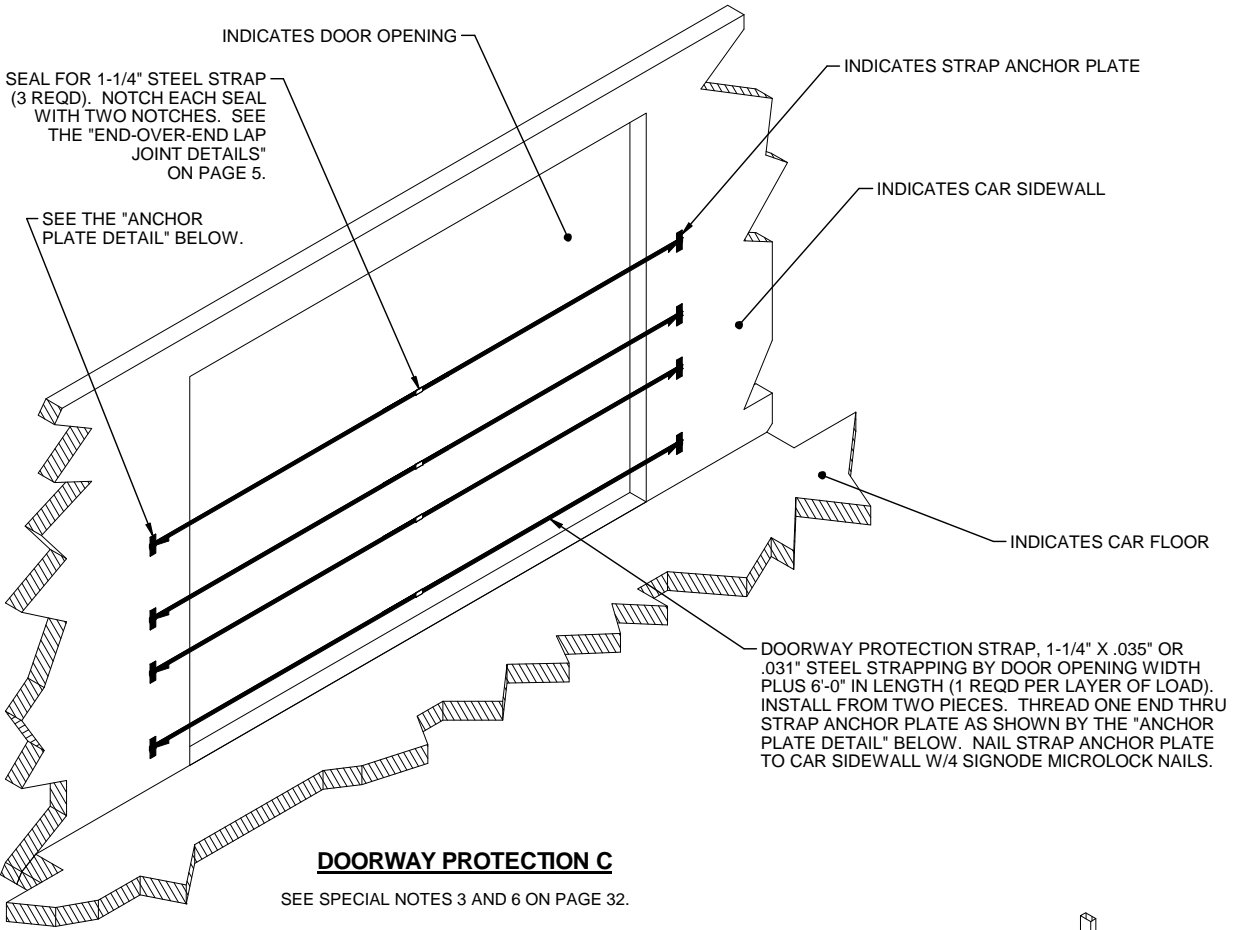 INDICATES DOOR OPENING
SEAL FOR 1-1/4" STEEL STRAP
(3 REQD). NOTCH EACH SEAL
WITH TWO NOTCHES. SEE
THE "END-OVER-END LAP
JOINT DETAILS"
ON PAGE 5.
SEE THE "ANCHOR
PLATE DETAIL" BELOW.
INDICATES STRAP ANCHOR PLATE
INDICATES CAR SIDEWALL
INDICATES CAR FLOOR
DOORWAY PROTECTION STRAP, 1-1/4" X .035" OR
.031" STEEL STRAPPING BY DOOR OPENING WIDTH
PLUS 6'-0" IN LENGTH (1 REQD PER LAYER OF LOAD).
INSTALL FROM TWO PIECES. THREAD ONE END THRU
STRAP ANCHOR PLATE AS SHOWN BY THE "ANCHOR
PLATE DETAIL" BELOW. NAIL STRAP ANCHOR PLATE
TO CAR SIDEWALL W/4 SIGNODE MICROLOCK NAILS.
DOORWAY PROTECTION C
SEE SPECIAL NOTES 3 AND 6 ON PAGE 32.